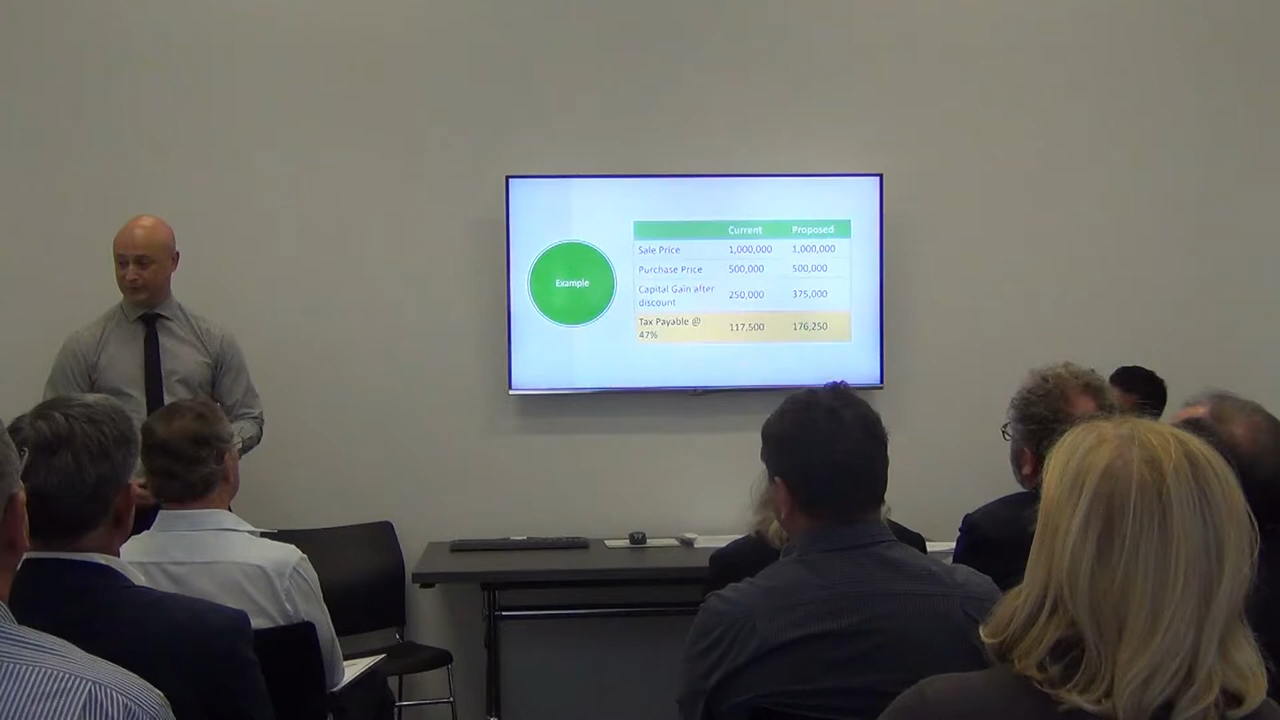 Example
Current Proposed
Sale Price 1,000,000 1,000,000
Purchase Price 500,000 500,000
Capital Gain after
discount 250,000 375,000
Tax Payable @
47% 117,500 176,250